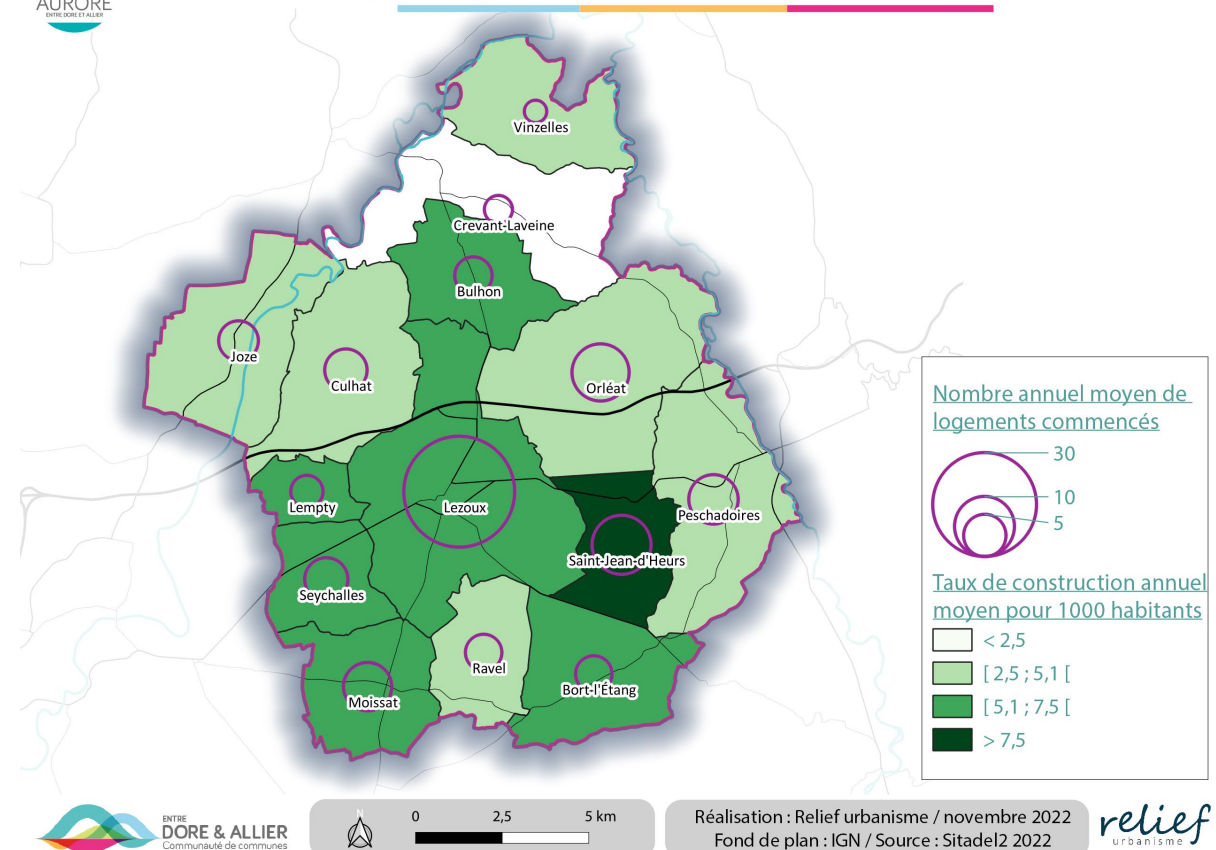 AURORE
ENTRE DORE ET ALLIER
Vinzelles
Crevant-Laveine
Bulhon
Joze
Culhat
Orléat
Lempty
Lezoux
Peschadoires
Saint-Jean-d'Heurs
Seychalles
Ravel
Moissat
Bort-l'Étang
Nombre annuel moyen de
logements commencés
30
10
5
Taux de construction annuel
moyen pour 1000 habitants
< 2,5
[ 2,5 ; 5,1 [
[ 5,1 ; 7,5 [
> 7,5
ENTRE
DORE & ALLIER
Communauté de communes
N
0 2,5 5 km
Réalisation : Relief urbanisme / novembre 2022
Fond de plan : IGN / Source : Sitadel2 2022
relief
urbanisme